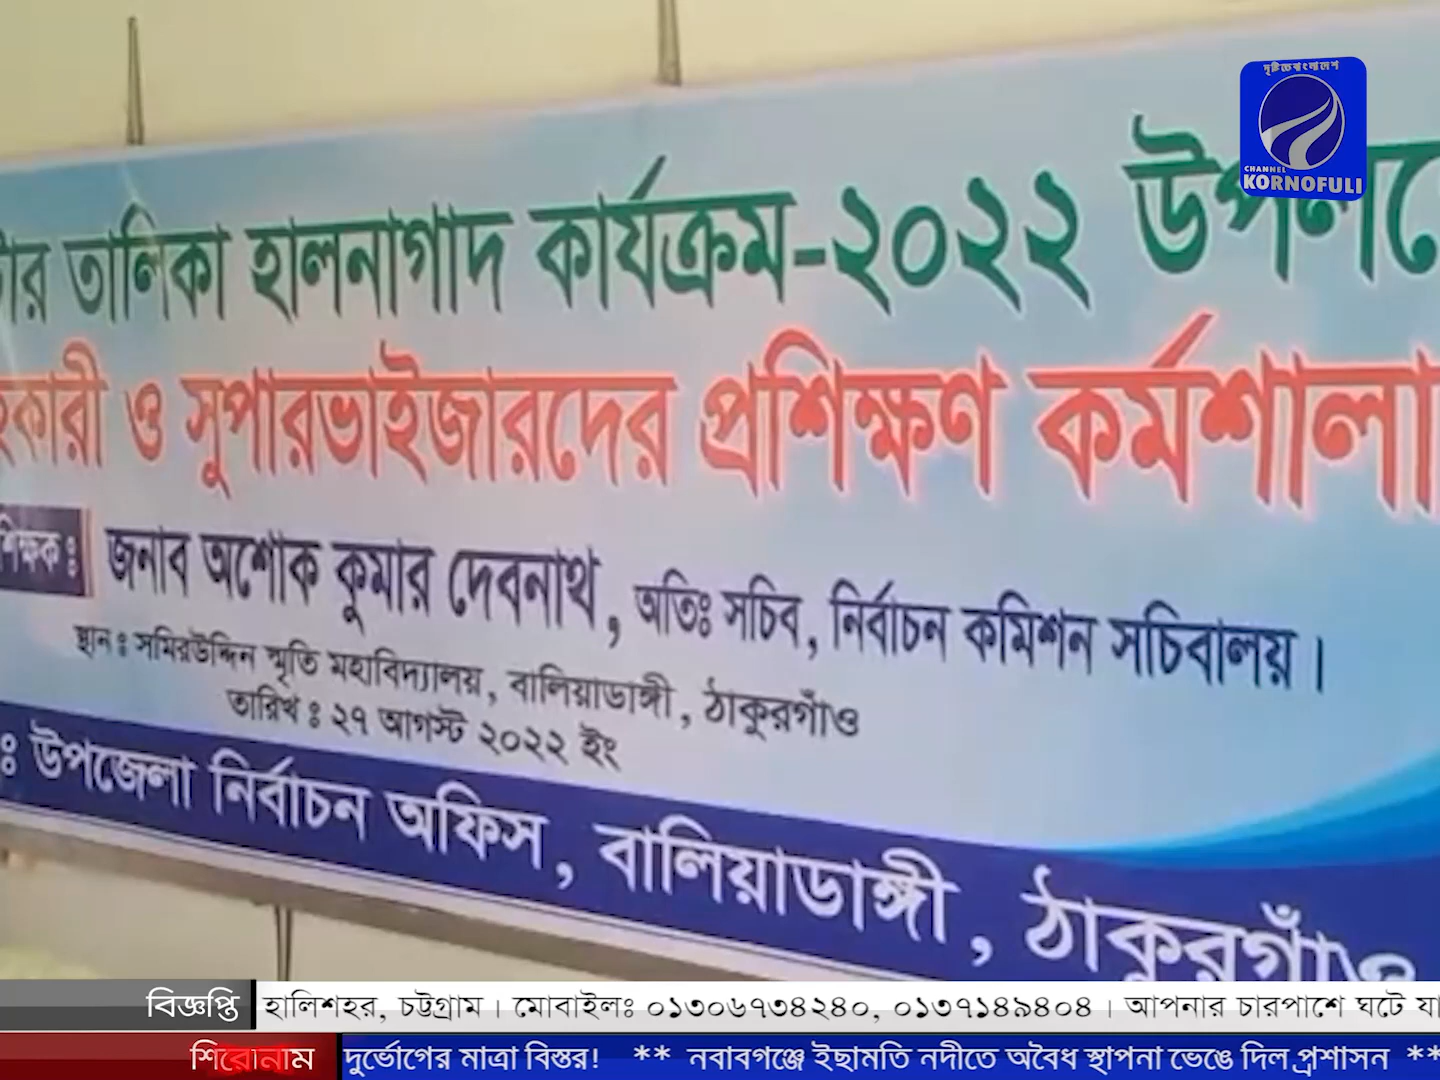 দৃষ্টিতে বাংলাদেশ
CHANNEL
KORNOFULI
তালিকা হালনাগাদ কার্যক্রম-২০২২
ও সুপারভাইজারদের প্রশিক্ষণ কর্মশালা
জনাব অশোক কুমার দেবনাথ, অতিঃ সচিব, নির্বাচন কমিশন সচিবালয়।
স্থান ঃ সমিরউদ্দিন স্মৃতি মহাবিদ্যালয়, বালিয়াডাঙ্গী, ঠাকুরগাঁও
তারিখ ঃ ২৭ আগস্ট ২০২২ ইং
ঃ উপজেলা নির্বাচন অফিস, বালিয়াডাঙ্গী, ঠাকুরগাঁও
বিজ্ঞপ্তি হালিশহর, চট্টগ্রাম। মোবাইলঃ ০১৩০৬৭৩৪২৪০, ০১৩৭১৪৯৪০৪। আপনার চারপাশে ঘটে যা
শিরোনাম দুর্ভোগের মাত্রা বিস্তর! ** নবাবগঞ্জে ইছামতি নদীতে অবৈধ স্থাপনা ভেঙে দিল প্রশাসন **